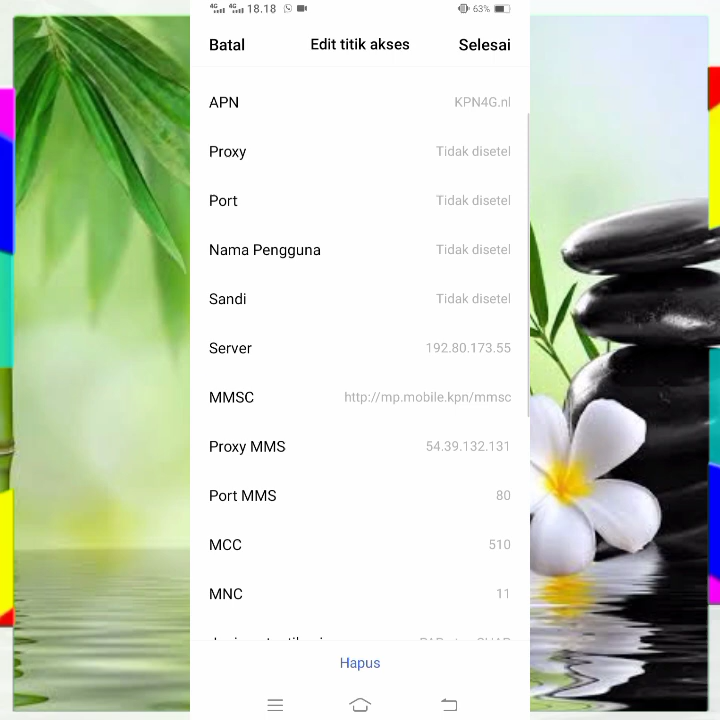 4G 4G 18.18 63%
Batal Edit titik akses Selesai
APN KPN4G.nl
Proxy Tidak disetel
Port Tidak disetel
Nama Pengguna Tidak disetel
Sandi Tidak disetel
Server 192.80.173.55
MMSC http://mp.mobile.kpn/mmsc
Proxy MMS 54.39.132.131
Port MMS 80
MCC 510
MNC 11
Hapus